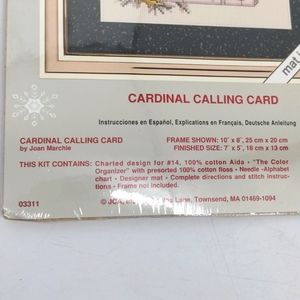 mat
CARDINAL CALLING CARD
Instrucciones en Español, Explications en Français, Deutsche Anleitung
CARDINAL CALLING CARD
by Joan Marchie
FRAME SHOWN: 10" x 8", 25 cm x 20 cm
FINISHED SIZE: 7" x 5", 18 cm x 13 cm
THIS KIT CONTAINS: Charted design for #14, 100% cotton Aida • "The Color
Organizer" with presorted 100% cotton floss • Needle • Alphabet
chart • Designer mat • Complete directions and stitch instruc-
tions • Frame not included.
03311
© JCA, Lane, Townsend, MA 01469-1094